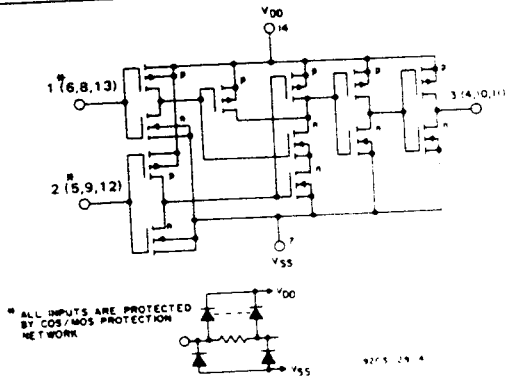 VDD
14
* 1 (6,8,13)
p
p
p
p
p
n
n
n
n
3 (4,10,11)
* 2 (5,9,12)
p
n
n
7
VSS
* ALL INPUTS ARE PROTECTED
BY COS/MOS PROTECTION
NETWORK
VDD
VSS